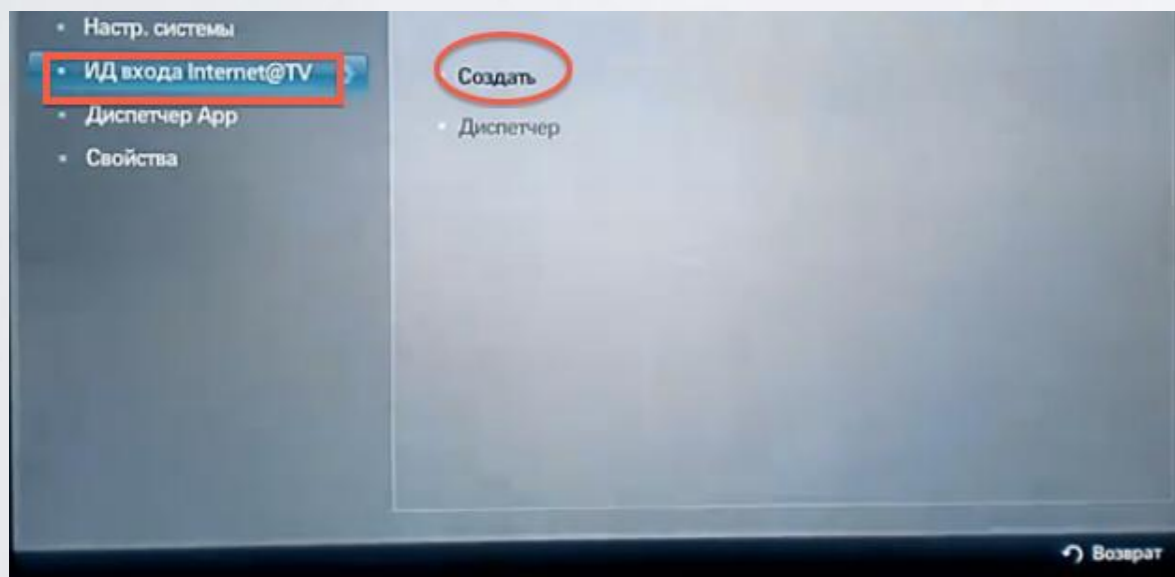 Настр. системы
ИД входа Internet@TV
Диспетчер App
Свойства
Создать
Диспетчер
Возврат